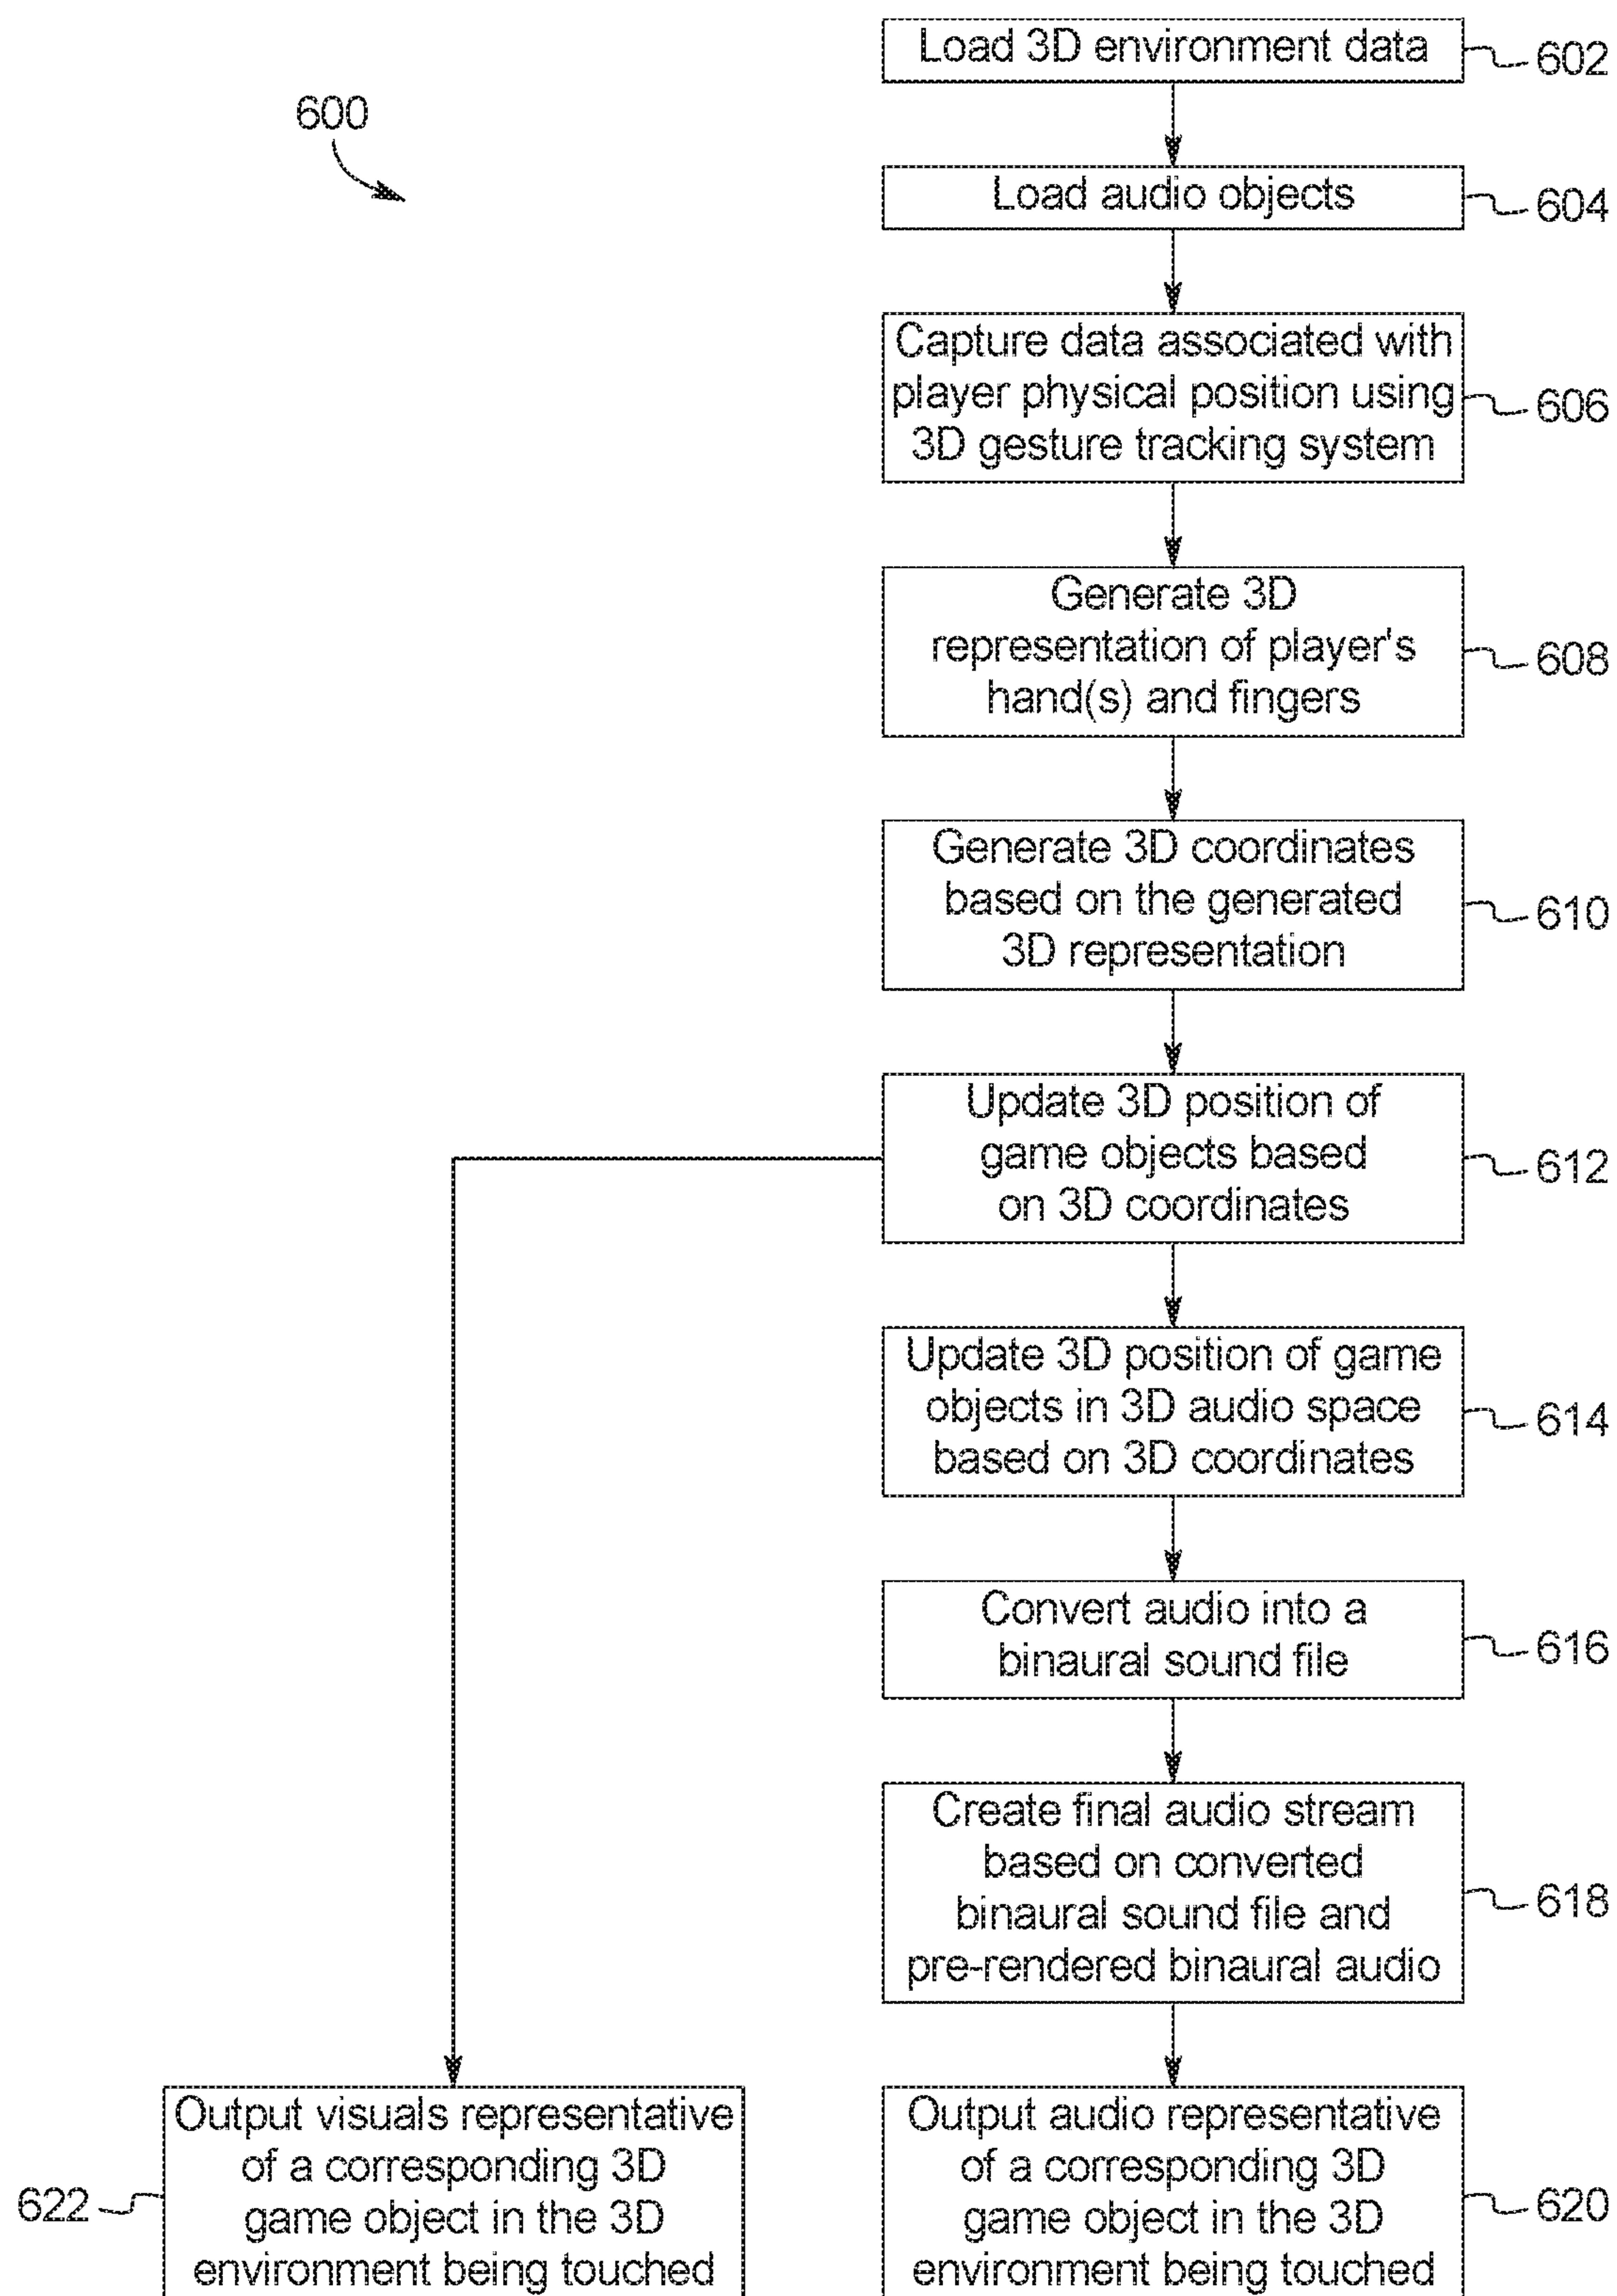 Load 3D environment data
602
600
Load audio objects
604
Capture data associated with
player physical position using
3D gesture tracking system
606
Generate 3D
representation of player's
hand(s) and fingers
608
Generate 3D coordinates
based on the generated
3D representation
610
Update 3D position of
game objects based
on 3D coordinates
612
Update 3D position of game
objects in 3D audio space
based on 3D coordinates
614
Convert audio into a
binaural sound file
616
Create final audio stream
based on converted
binaural sound file and
pre-rendered binaural audio
618
Output visuals representative
of a corresponding 3D
game object in the 3D
environment being touched
622
Output audio representative
of a corresponding 3D
game object in the 3D
environment being touched
620